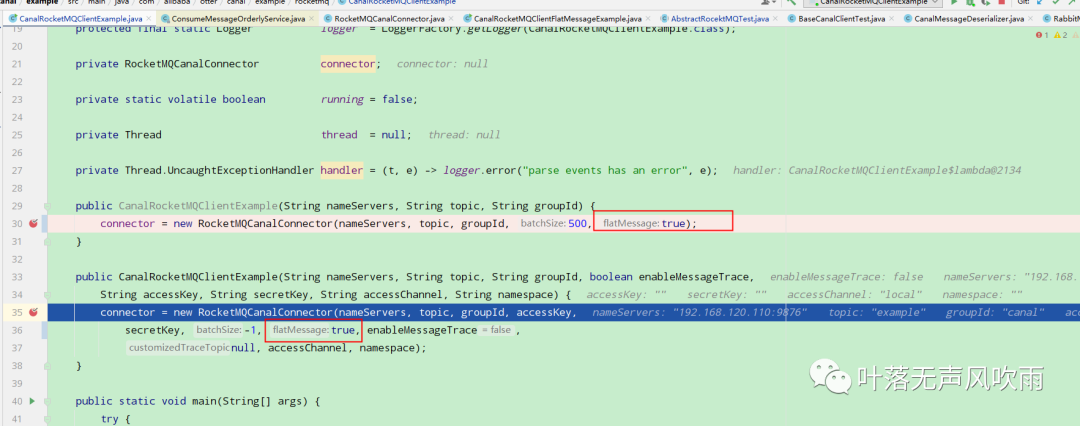 example src main java com alibaba otter canal example rocketmq CanalRocketMQClientExample CanalRocketMQClientExample Git:
CanalRocketMQClientExample.java ConsumeMessageOrderlyService.java RocketMQCanalConnector.java CanalRocketMQClientFlatMessageExample.java AbstractRocektMQTest.java BaseCanalClientTest.java CanalMessageDeserializer.java
19 protected final static Logger logger = LoggerFactory.getLogger(CanalRocketMQClientExample.class);
1 2
20
21 private RocketMQCanalConnector connector; connector: null
22
23 private static volatile boolean running = false;
24
25 private Thread thread = null; thread: null
26
27 private Thread.UncaughtExceptionHandler handler = (t, e) -> logger.error("parse events has an error", e); handler: CanalRocketMQClientExample$lambda@2134
28
29 public CanalRocketMQClientExample(String nameServers, String topic, String groupId) {
30 connector = new RocketMQCanalConnector(nameServers, topic, groupId, batchSize: 500, flatMessage: true);
31 }
32
33 public CanalRocketMQClientExample(String nameServers, String topic, String groupId, boolean enableMessageTrace, enableMessageTrace: false nameServers: "192.168.
34 String accessKey, String secretKey, String accessChannel, String namespace) { accessKey: "" secretKey: "" accessChannel: "local" namespace: ""
35 connector = new RocketMQCanalConnector(nameServers, topic, groupId, accessKey, nameServers: "192.168.120.110:9876" topic: "example" groupId: "canal"
36 secretKey, batchSize: -1, flatMessage: true, enableMessageTrace = false ,
37 customizedTraceTopic: null, accessChannel, namespace);
38 }
39
40 public static void main(String[] args) {
41 try {
叶落无声风吹雨